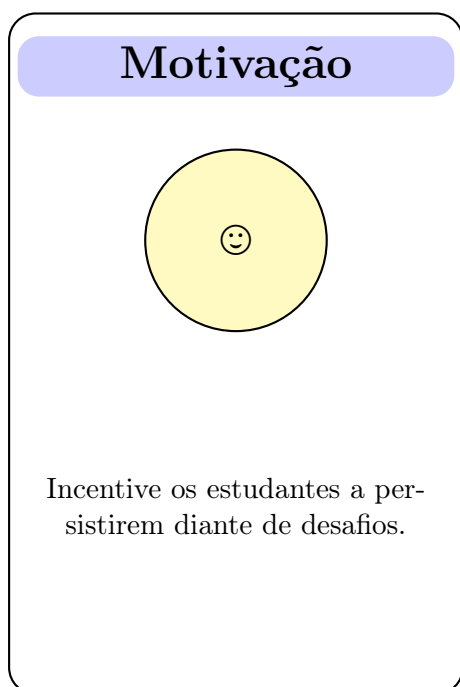 Motivação
Incentive os estudantes a per-
sistirem diante de desafios.